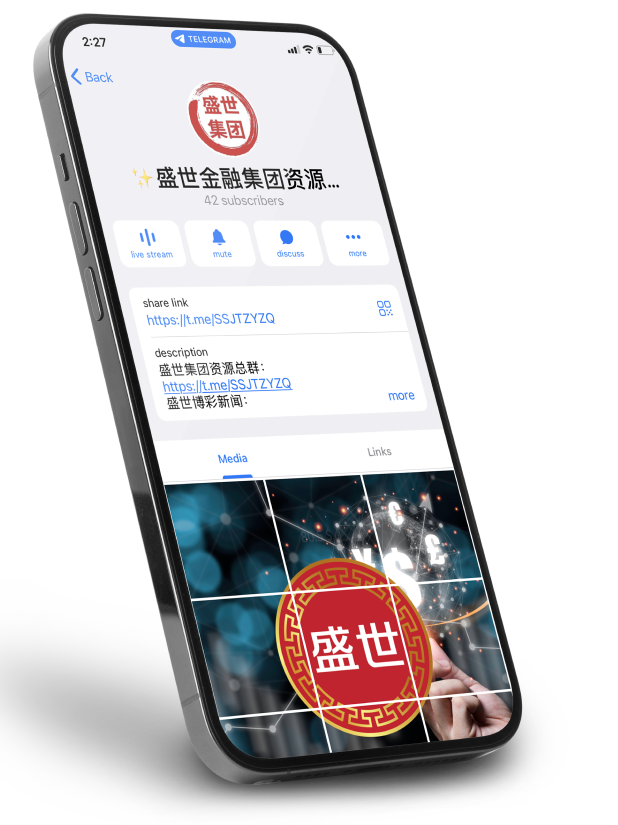 2:27
TELEGRAM
Back
盛世
集团
✨盛世金融集团资源...
42 subscribers
live stream
mute
discuss
more
share link
https://t.me/SSJTZYZQ
description
盛世集团资源总群：
https://t.me/SSJTZYZQ
盛世博彩新闻：
more
Media
Links
€
¥
$
£
盛世